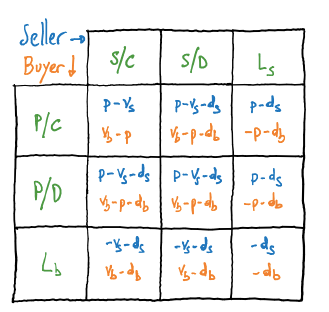 Seller → S/C S/D Ls
Buyer ↓
P/C p-vs p-vs-ds p-ds
vb-p vb-p-db -p-db
P/D p-vs-ds p-vs-ds p-ds
vb-p-db vb-p-db -p-db
Lb -vs-ds -vs-ds -ds
vb-db vb-db -db